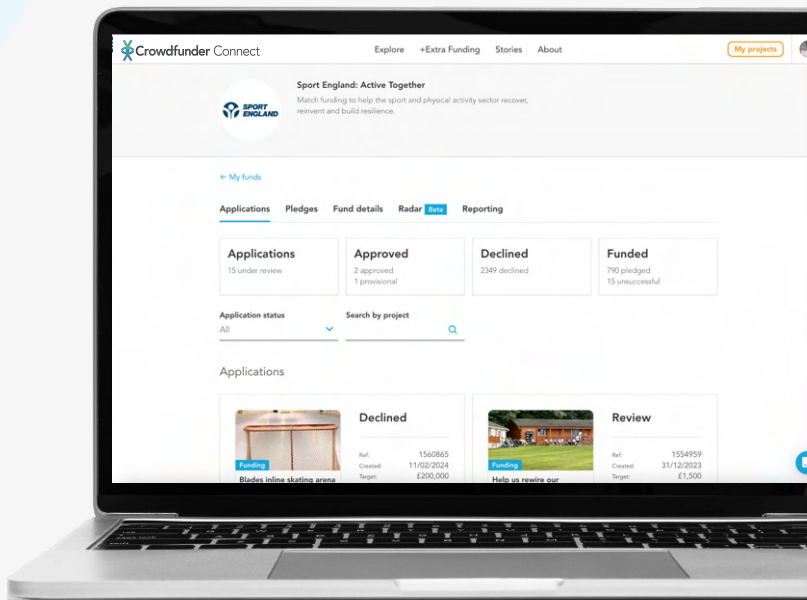 Crowdfunder Connect
Explore +Extra Funding Stories About
My projects
SPORT ENGLAND
Sport England: Active Together
Match funding to help the sport and physical activity sector recover,
reinvent and build resilience.
← My funds
Applications Pledges Fund details Radar Beta Reporting
Applications
15 under review
Approved
2 approved
1 provisional
Declined
2349 declined
Funded
790 pledged
15 unsuccessful
Application status
All
Search by project
Applications
Funding
Blades inline skating arena
Declined
Ref: 1560865
Created: 11/02/2024
Target: £200,000
Funding
Help us rewire our
Review
Ref: 1554959
Created: 31/12/2023
Target: £1,500